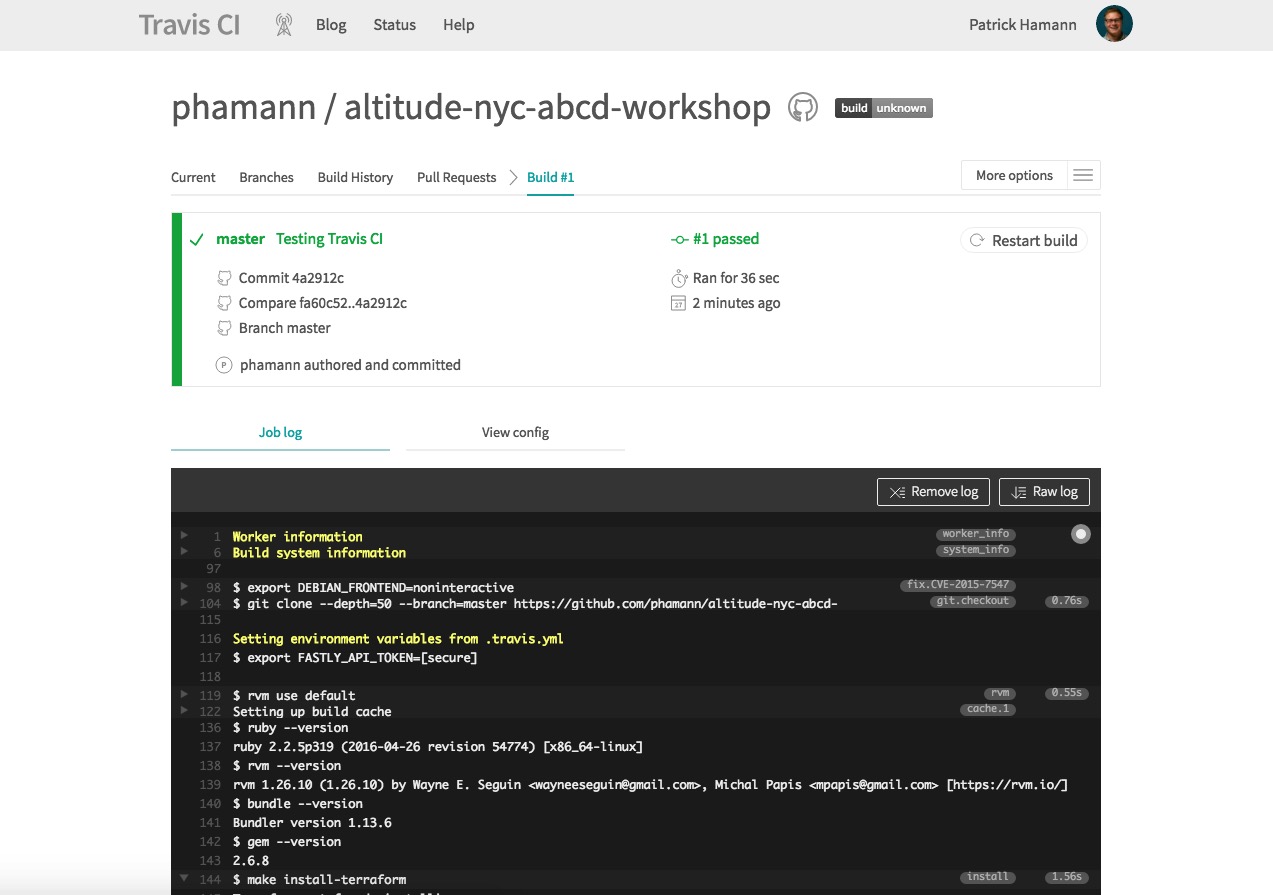 Travis CI Blog Status Help Patrick Hamann
phamann / altitude-nyc-abcd-workshop build unknown
Current Branches Build History Pull Requests Build #1 More options
master Testing Travis CI #1 passed Restart build
Commit 4a2912c Ran for 36 sec
Compare fa60c52..4a2912c 27 2 minutes ago
Branch master
P phamann authored and committed
Job log View config
Remove log Raw log
1 Worker information worker_info
6 Build system information system_info
97
98 $ export DEBIAN_FRONTEND=noninteractive fix.CVE-2015-7547
104 $ git clone --depth=50 --branch=master https://github.com/phamann/altitude-nyc-abcd- git.checkout 0.76s
115
116 Setting environment variables from .travis.yml
117 $ export FASTLY_API_TOKEN=[secure]
118
119 $ rvm use default rvm 0.55s
122 Setting up build cache cache.1
136 $ ruby --version
137 ruby 2.2.5p319 (2016-04-26 revision 54774) [x86_64-linux]
138 $ rvm --version
139 rvm 1.26.10 (1.26.10) by Wayne E. Seguin <wayneeseguin@gmail.com>, Michal Papis <mpapis@gmail.com> [https://rvm.io/]
140 $ bundle --version
141 Bundler version 1.13.6
142 $ gem --version
143 2.6.8
144 $ make install-terraform install 1.56s